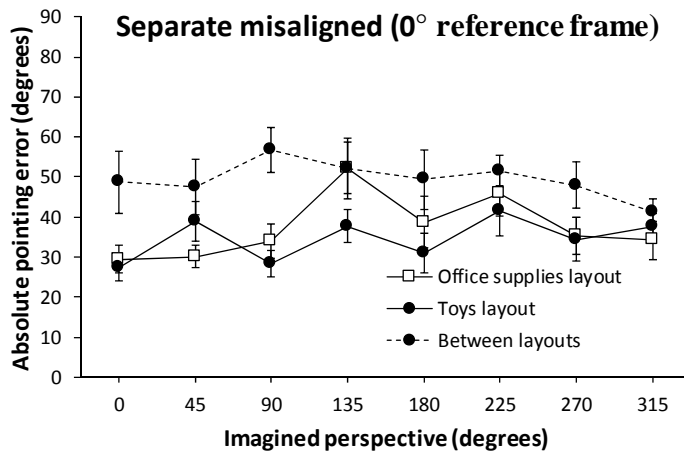 Separate misaligned (0° reference frame)
Absolute pointing error (degrees)
90
80
70
60
50
40
30
20
10
0
Office supplies layout
Toys layout
Between layouts
0 45 90 135 180 225 270 315
Imagined perspective (degrees)